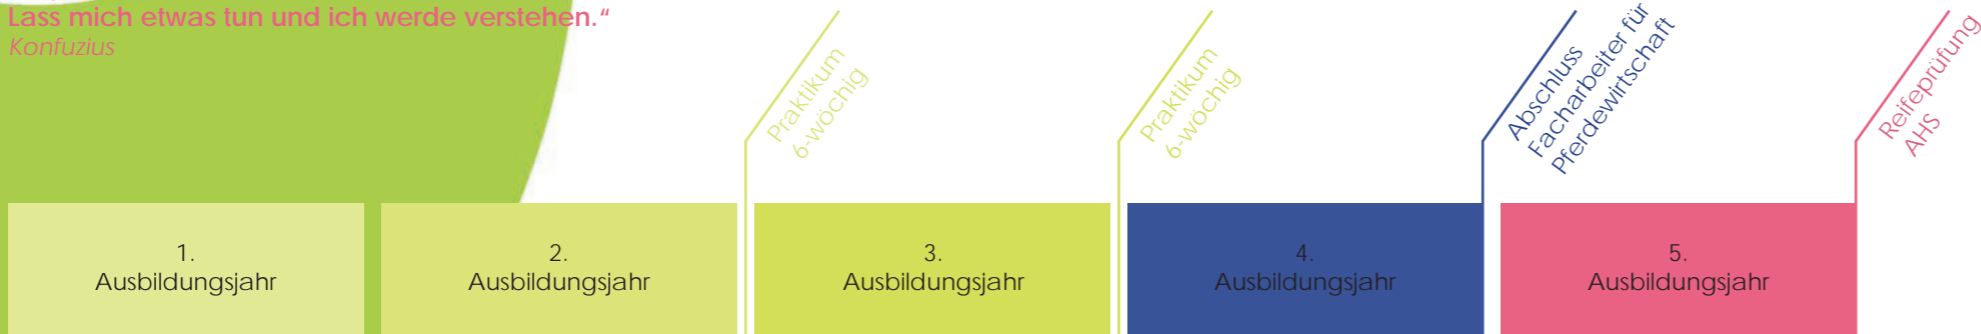 Lass mich etwas tun und ich werde verstehen.“
Konfuzius
Praktikum
6-wöchig
Praktikum
6-wöchig
Abschluss
Facharbeiter für
Pferdewirtschaft
Reifeprüfung
AHS
1.
Ausbildungsjahr
2.
Ausbildungsjahr
3.
Ausbildungsjahr
4.
Ausbildungsjahr
5.
Ausbildungsjahr